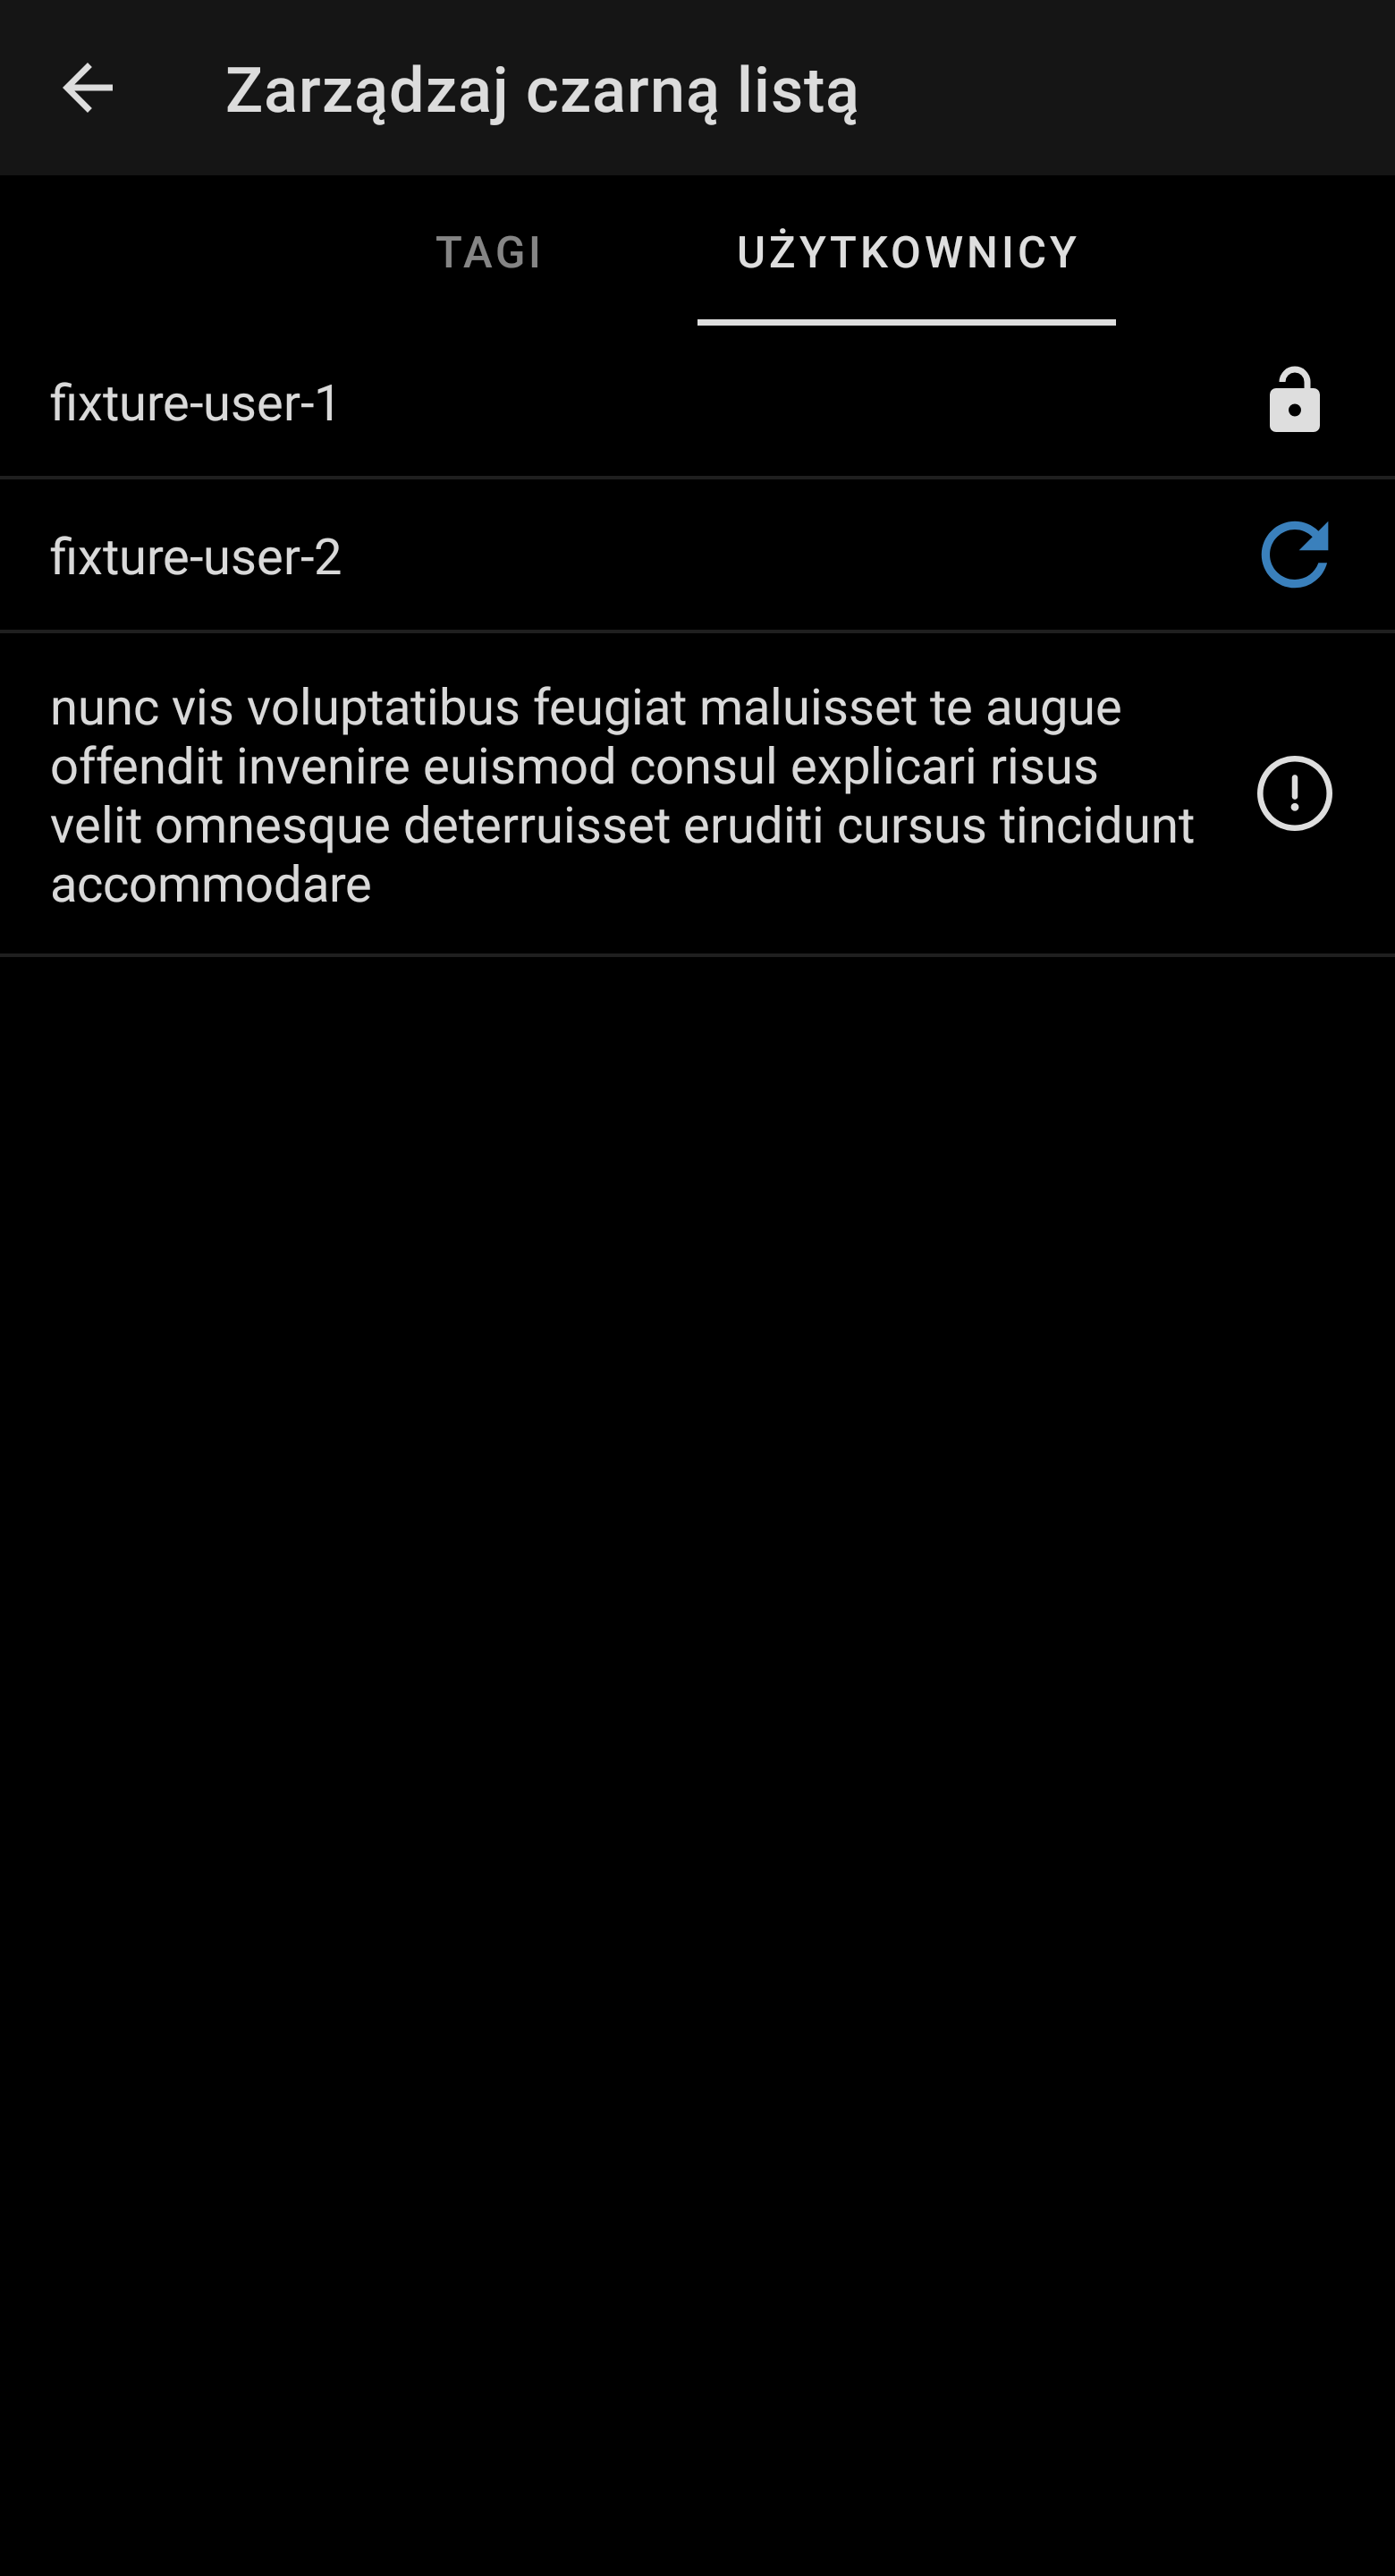 Zarządzaj czarną listą
TAGI
UŻYTKOWNICY
fixture-user-1
fixture-user-2
nunc vis voluptatibus feugiat maluisset te augue
offendit invenire euismod consul explicari risus
velit omnesque deterruisset eruditi cursus tincidunt
accommodare